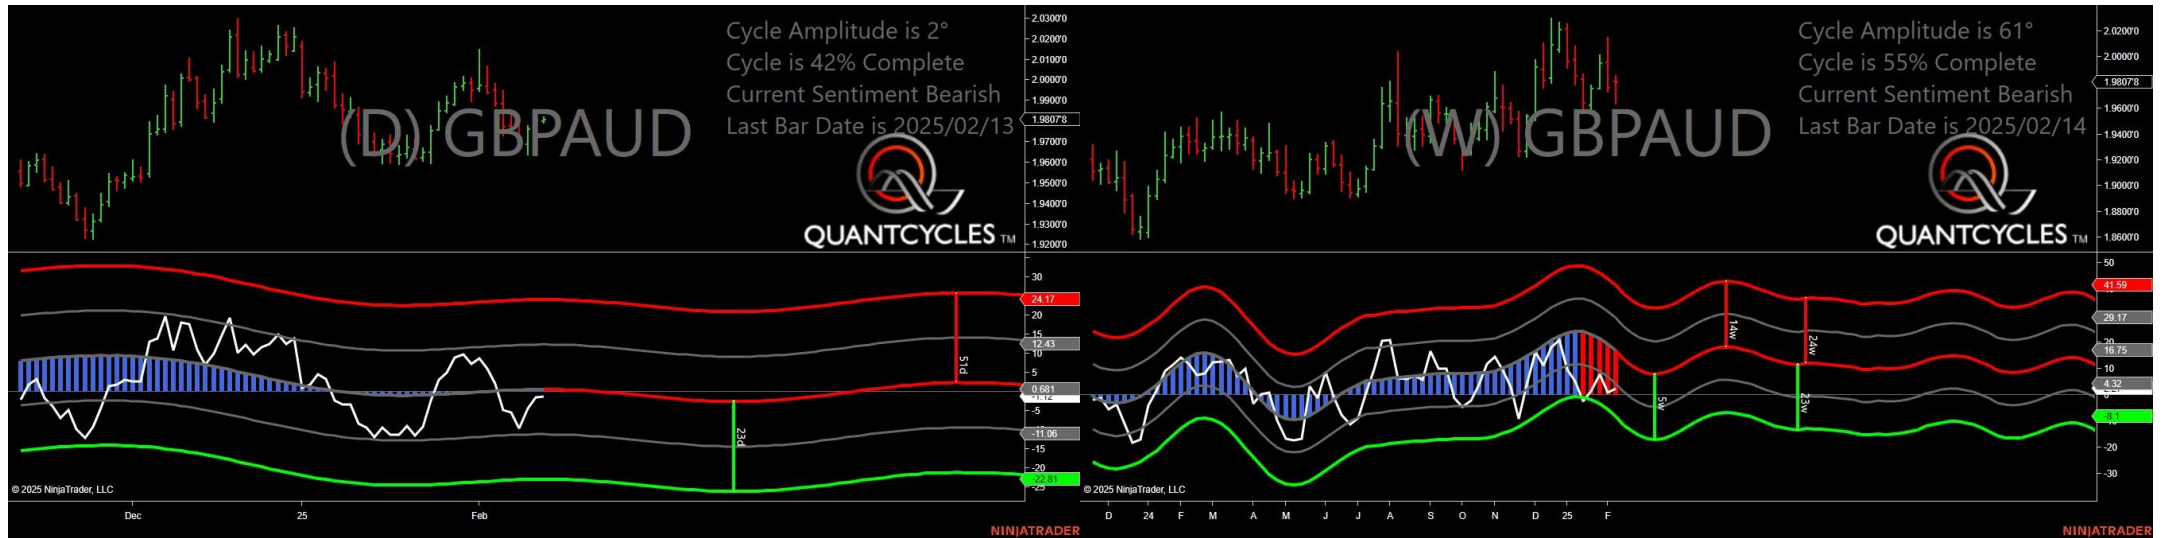 Cycle Amplitude is 2°
Cycle is 42% Complete
Current Sentiment Bearish
Last Bar Date is 2025/02/13
(D) GBPAUD
QUANTCYCLES TM
2.0300'0
2.0200'0
2.0100'0
2.0000'0
1.9900'0
1.9807'8
1.9700'0
1.9600'0
1.9500'0
1.9400'0
1.9300'0
1.9200'0
30
24.17
20
15
12.43
10
5
0.681
-1.12
-5
-11.06
-15
-20
-22.81
-25
51d
23d
© 2025 NinjaTrader, LLC
Dec
25
Feb
NINJATRADER
Cycle Amplitude is 61°
Cycle is 55% Complete
Current Sentiment Bearish
Last Bar Date is 2025/02/14
(W) GBPAUD
QUANTCYCLES TM
2.0200'0
2.0000'0
1.9807'8
1.9600'0
1.9400'0
1.9200'0
1.9000'0
1.8800'0
1.8600'0
50
41.59
29.17
20
16.75
10
4.32
-8.1
-20
-30
14w
24w
5w
23w
© 2025 NinjaTrader, LLC
D 24 F M A M J J A S O N D 25 F
NINJATRADER